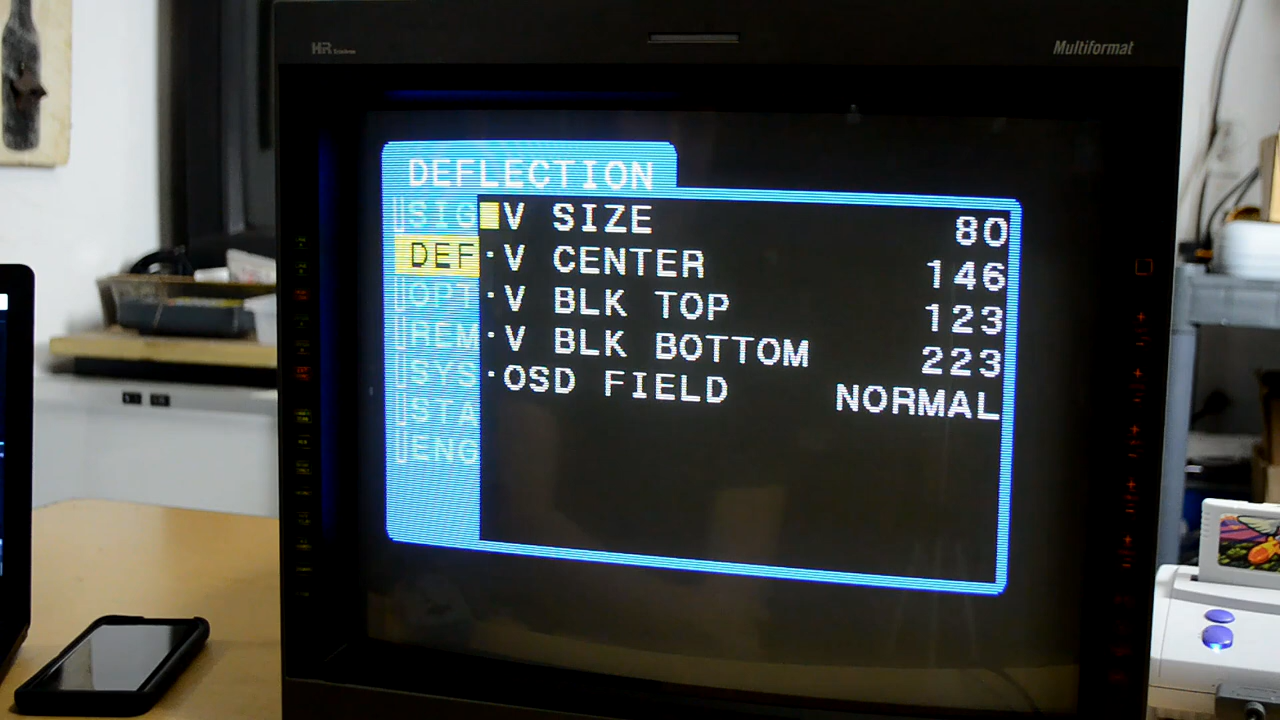 HR Trinitron
Multiformat
DEFLECTION
SIG
DEF
OPT
REM
SYS
STA
ENG
V SIZE 80
·V CENTER 146
·V BLK TOP 123
·V BLK BOTTOM 223
·OSD FIELD NORMAL